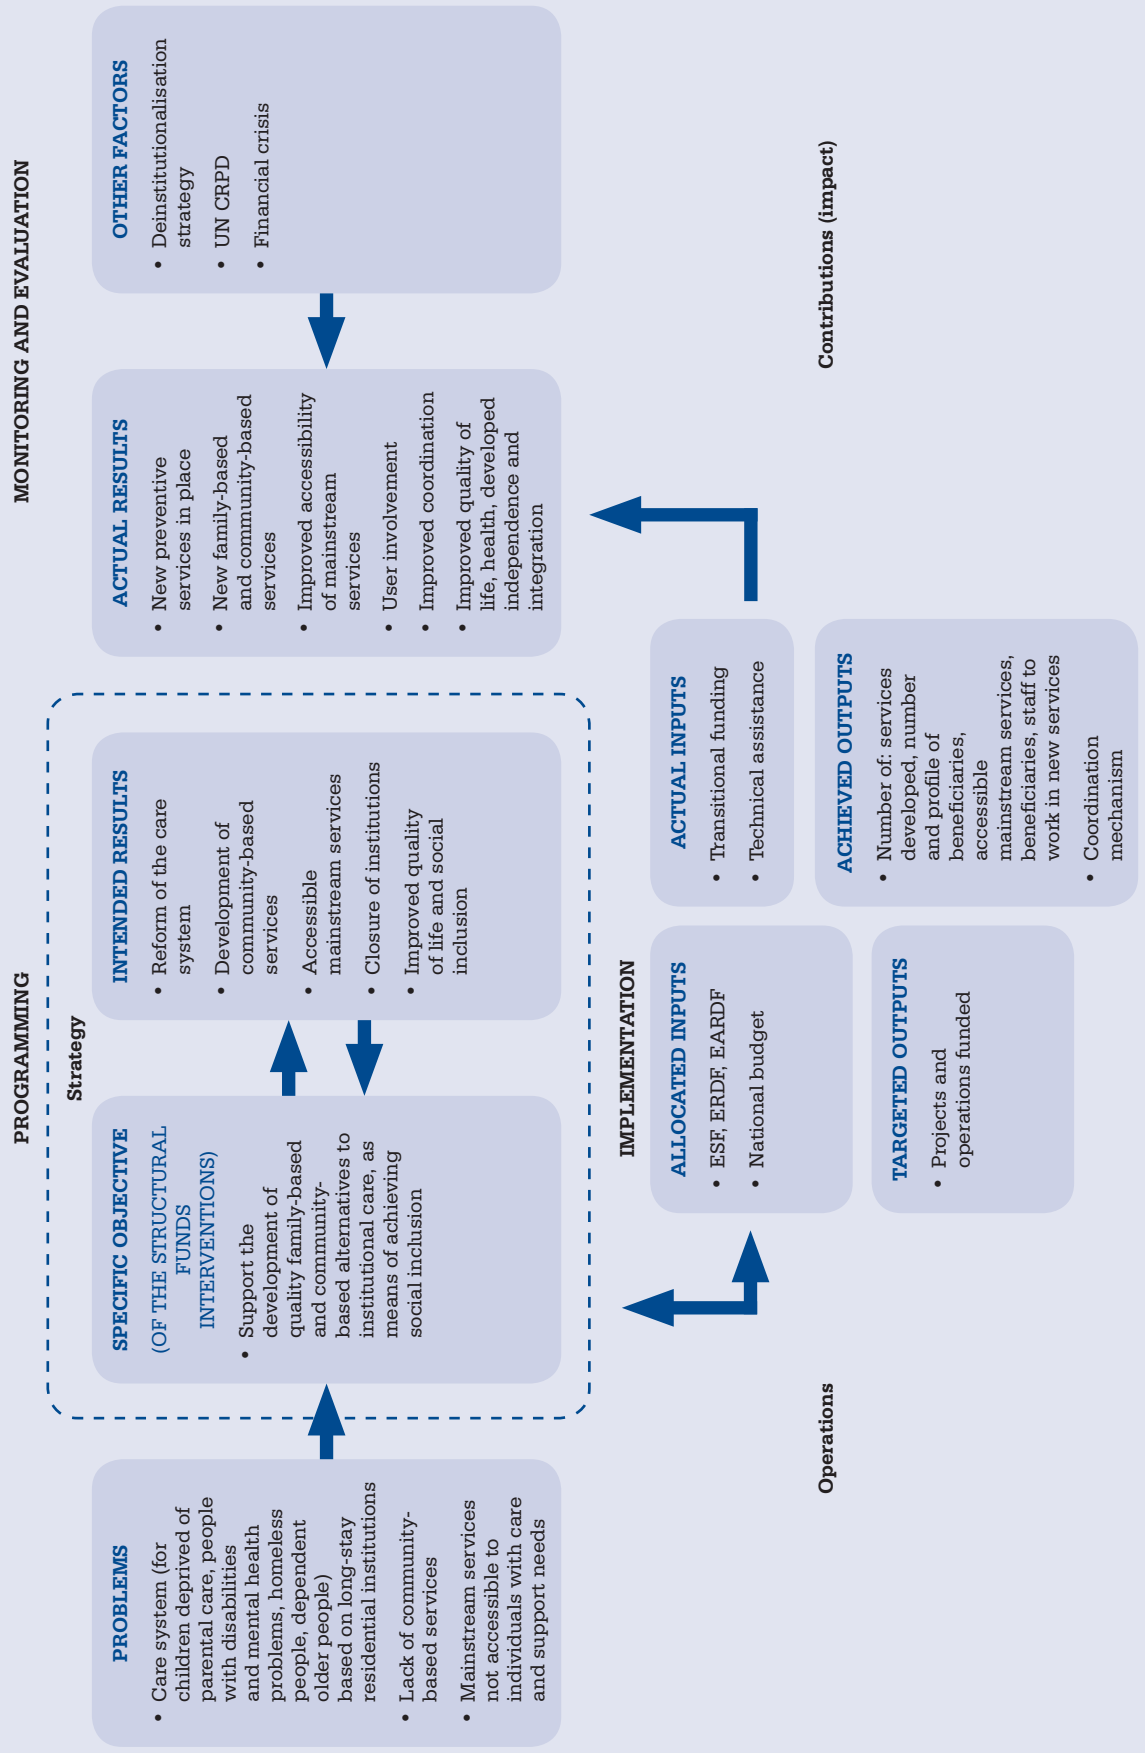 PROGRAMMING
MONITORING AND EVALUATION
Strategy
PROBLEMS
• Care system (for
children deprived of
parental care, people
with disabilities
and mental health
problems, homeless
people, dependent
older people)
based on long-stay
residential institutions
• Lack of community-
based services
• Mainstream services
not accessible to
individuals with care
and support needs
SPECIFIC OBJECTIVE
(OF THE STRUCTURAL
FUNDS
INTERVENTIONS)
• Support the
development of
quality family-based
and community-
based alternatives to
institutional care, as
means of achieving
social inclusion
INTENDED RESULTS
• Reform of the care
system
• Development of
community-based
services
• Accessible
mainstream services
• Closure of institutions
• Improved quality
of life and social
inclusion
ACTUAL RESULTS
• New preventive
services in place
• New family-based
and community-based
services
• Improved accessibility
of mainstream
services
• User involvement
• Improved coordination
• Improved quality of
life, health, developed
independence and
integration
OTHER FACTORS
• Deinstitutionalisation
strategy
• UN CRPD
• Financial crisis
IMPLEMENTATION
ALLOCATED INPUTS
• ESF, ERDF, EARDF
• National budget
ACTUAL INPUTS
• Transitional funding
• Technical assistance
Operations
TARGETED OUTPUTS
• Projects and
operations funded
ACHIEVED OUTPUTS
• Number of: services
developed, number
and profile of
beneficiaries,
accessible
mainstream services,
beneficiaries, staff to
work in new services
• Coordination
mechanism
Contributions (impact)